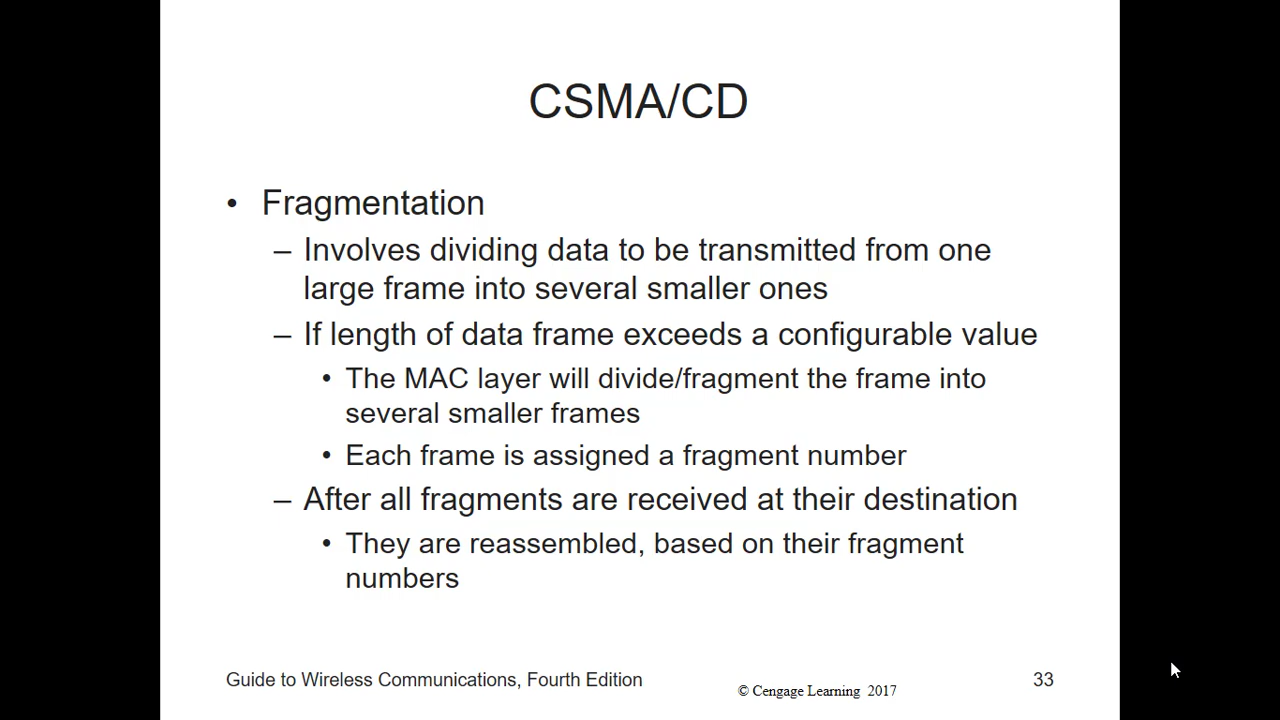 CSMA/CD
• Fragmentation
– Involves dividing data to be transmitted from one
large frame into several smaller ones
– If length of data frame exceeds a configurable value
• The MAC layer will divide/fragment the frame into
several smaller frames
• Each frame is assigned a fragment number
– After all fragments are received at their destination
• They are reassembled, based on their fragment
numbers
Guide to Wireless Communications, Fourth Edition
© Cengage Learning 2017
33